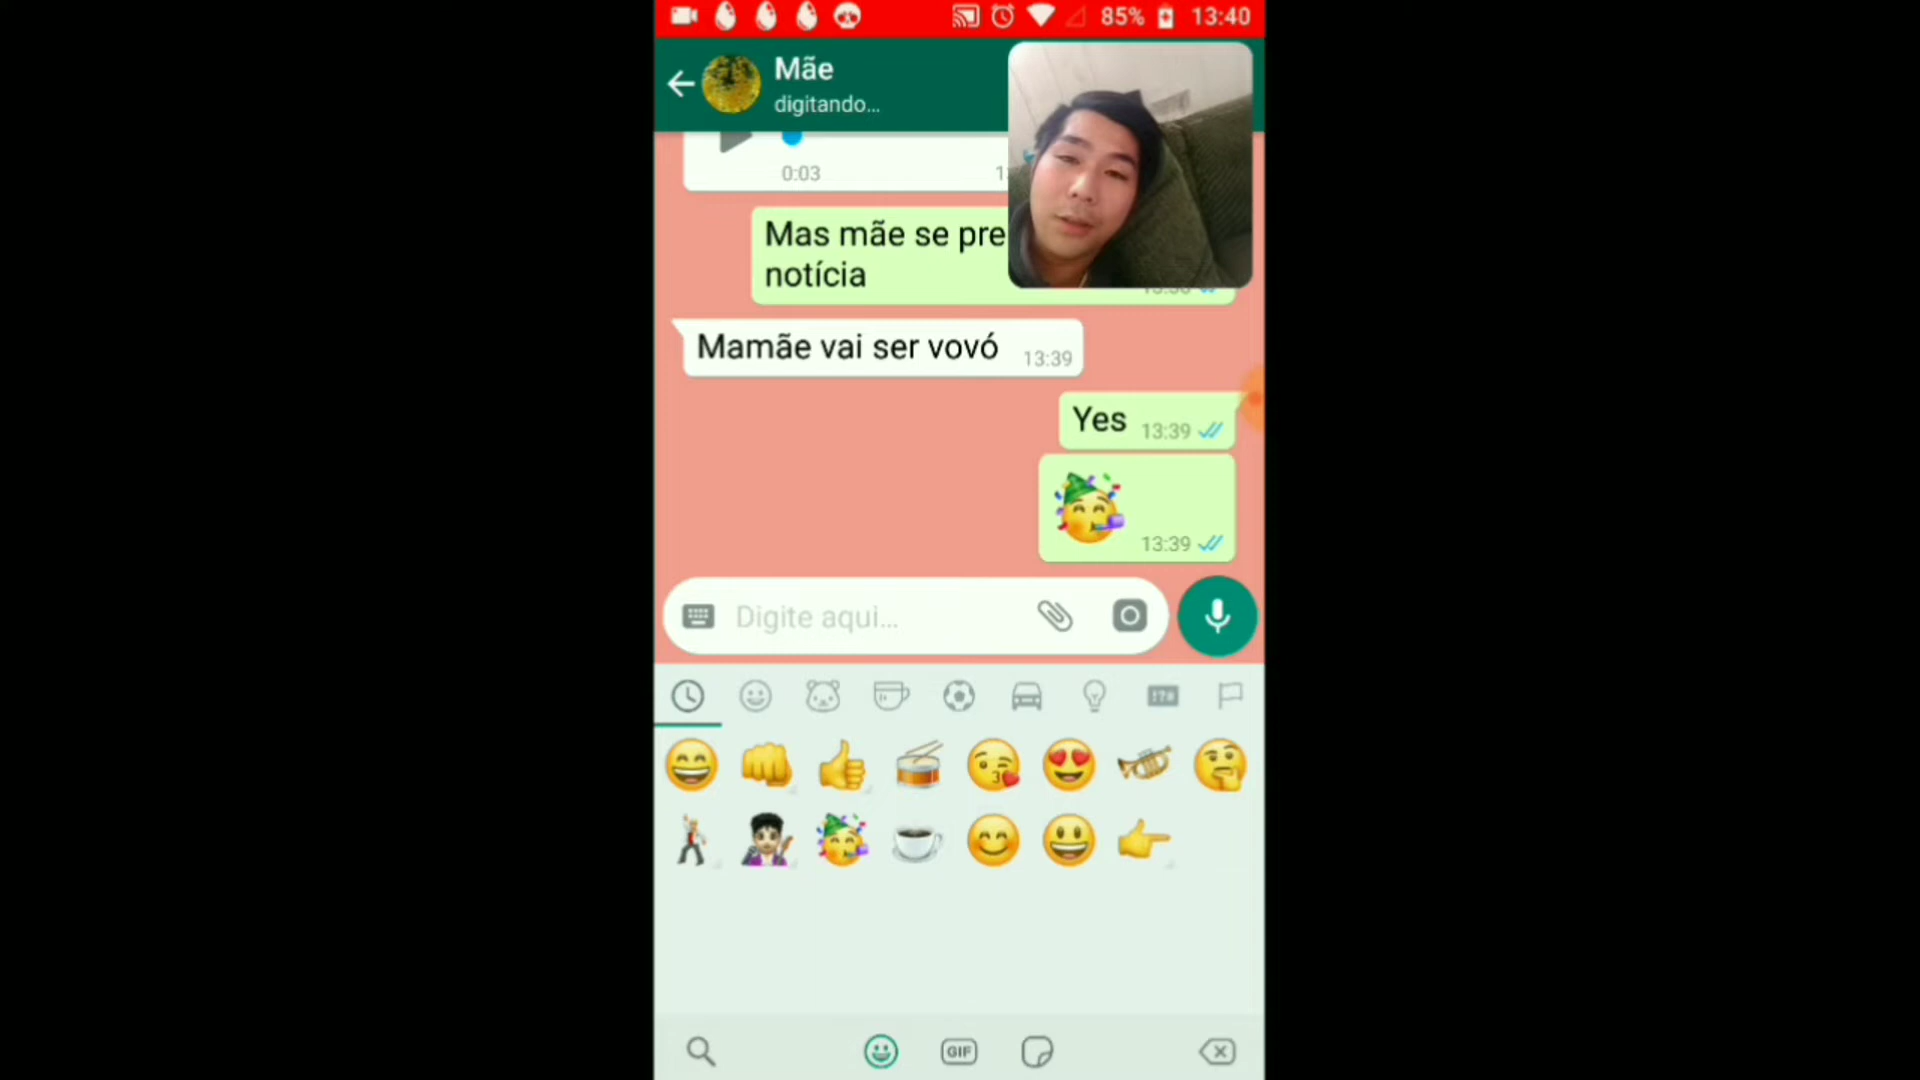 85% 13:40
Mãe
digitando...
0:03
Mas mãe se pre
notícia
Mamãe vai ser vovó 13:39
Yes 13:39
13:39
Digite aqui...
GIF